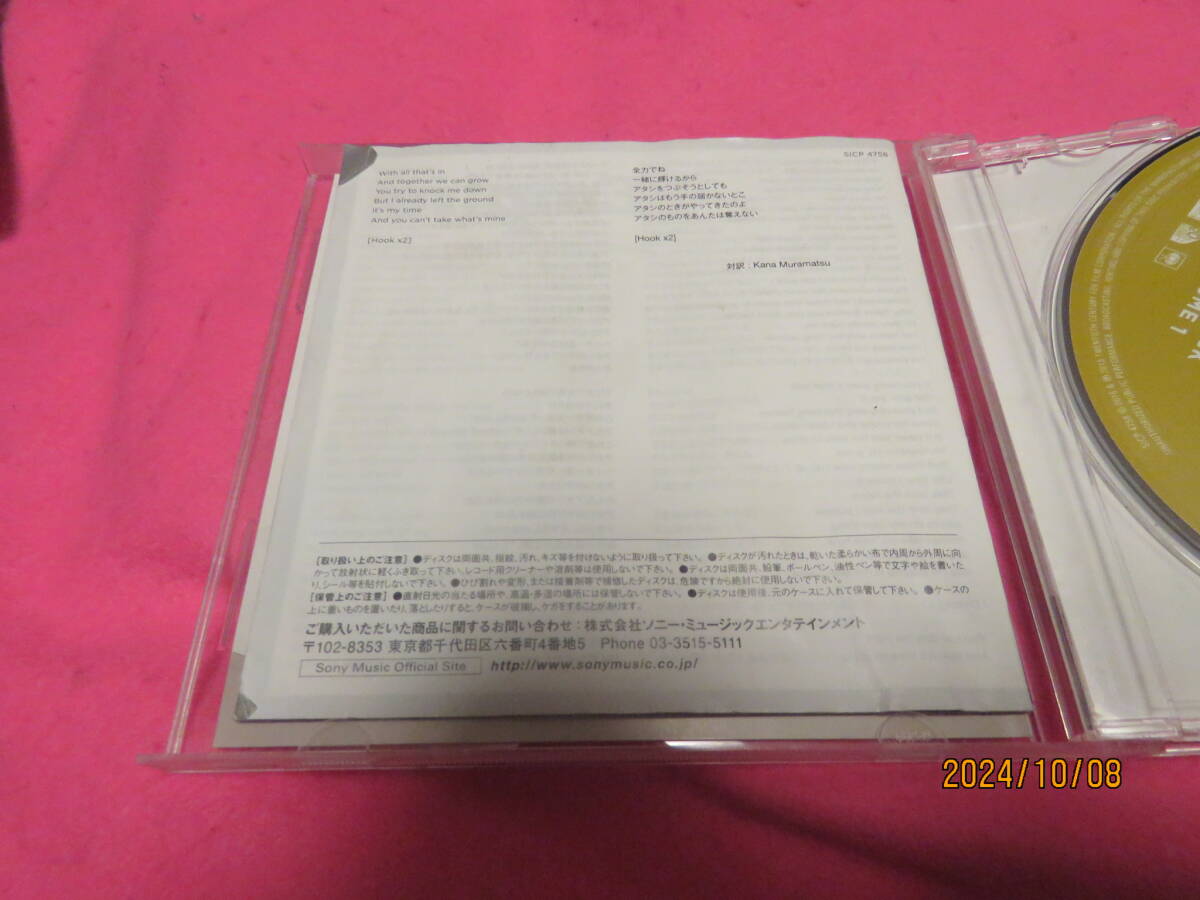 SICP 4756
With all that's in
And together we can grow
You try to knock me down
But I already left the ground
It's my time
And you can't take what's mine
[Hook x2]
全力でね
一緒に輝けるから
アタシをつぶそうとしても
アタシはもう手の届かないとこ
アタシのときがやってきたのよ
アタシのものをあんたは奪えない
[Hook x2]
対訳：Kana Muramatsu
[取り扱い上のご注意] ●ディスクは両面共、指紋、汚れ、キズ等を付けないように取り扱って下さい。 ●ディスクが汚れたときは、乾いた柔らかい布で内周から外周に向
かって放射状に軽くふき取って下さい。レコード用クリーナーや溶剤等は使用しないで下さい。 ●ディスクは両面共、鉛筆、ボールペン、油性ペン等で文字や絵を書いた
り、シール等を貼付しないで下さい。 ●ひび割れや変形、または接着剤等で補修したディスクは、危険ですから絶対に使用しないで下さい。
[保管上のご注意] ●直射日光の当たる場所や、高温・多湿の場所には保管しないで下さい。 ●ディスクは使用後、元のケースに入れて保管して下さい。 ●ケースの
上に重いものを置いたり、落としたりすると、ケースが破損し、ケガをすることがあります。
ご購入いただいた商品に関するお問い合わせ：株式会社ソニー・ミュージックエンタテインメント
〒102-8353 東京都千代田区六番町4番地5 Phone 03-3515-5111
Sony Music Official Site http://www.sonymusic.co.jp/
ME 1
2024/10/08